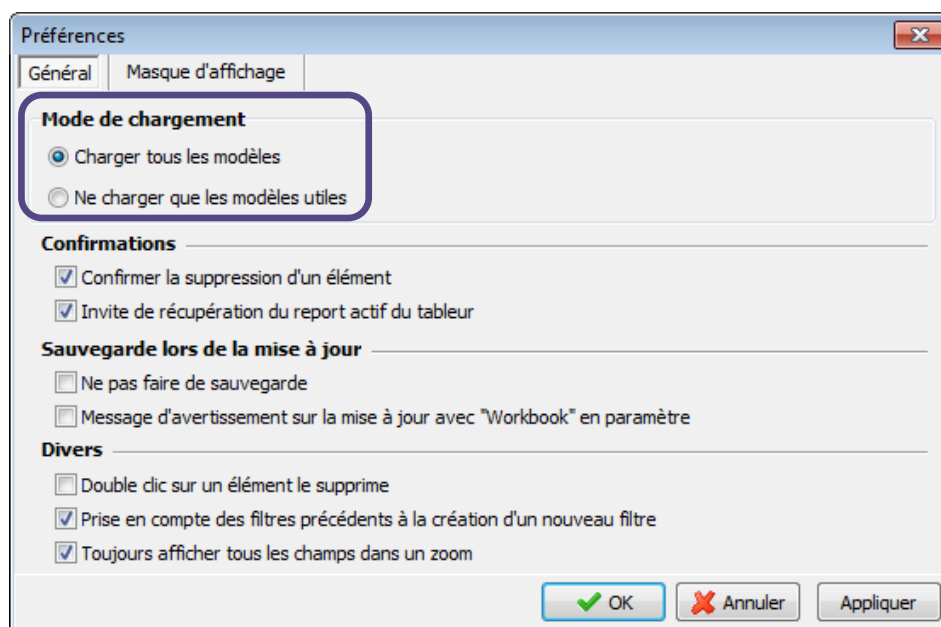 Préférences
Général Masque d'affichage
Mode de chargement
Charger tous les modèles
Ne charger que les modèles utiles
Confirmations
Confirmer la suppression d'un élément
Invite de récupération du report actif du tableur
Sauvegarde lors de la mise à jour
Ne pas faire de sauvegarde
Message d'avertissement sur la mise à jour avec "Workbook" en paramètre
Divers
Double clic sur un élément le supprime
Prise en compte des filtres précédents à la création d'un nouveau filtre
Toujours afficher tous les champs dans un zoom
OK Annuler Appliquer